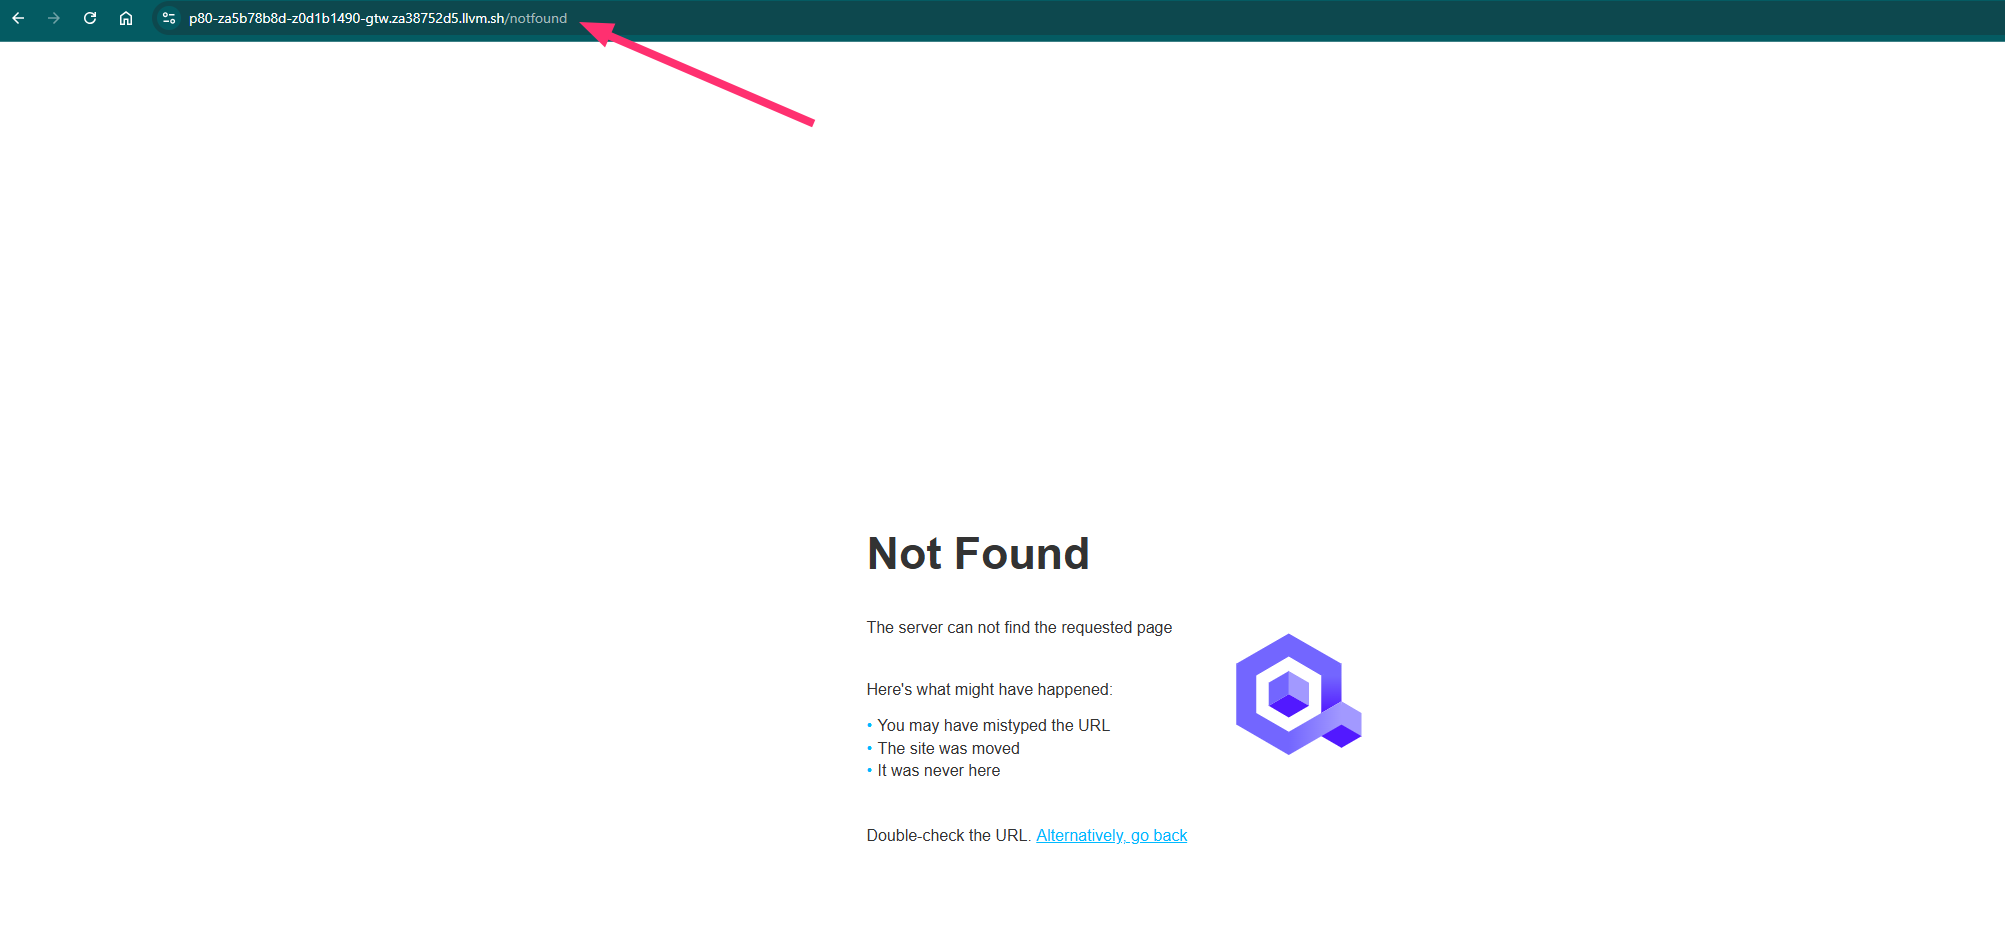 p80-za5b78b8d-z0d1b1490-gtw.za38752d5.llvm.sh/notfound
Not Found
The server can not find the requested page
Here's what might have happened:
• You may have mistyped the URL
• The site was moved
• It was never here
Double-check the URL. Alternatively, go back